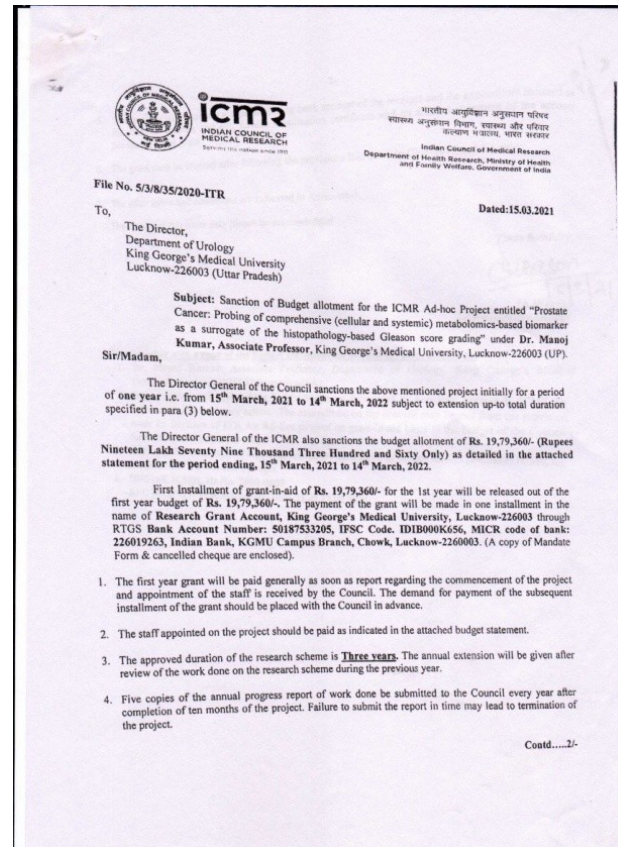 icmr
INDIAN COUNCIL OF
MEDICAL RESEARCH
Serving the nation since 1911
भारतीय आयुर्विज्ञान अनुसंधान परिषद
स्वास्थ्य अनुसंधान विभाग, स्वास्थ्य और परिवार
कल्याण मंत्रालय, भारत सरकार
Indian Council of Medical Research
Department of Health Research, Ministry of Health
and Family Welfare, Government of India
File No. 5/3/8/35/2020-ITR
Dated:15.03.2021
To,
The Director,
Department of Urology
King George's Medical University
Lucknow-226003 (Uttar Pradesh)
Subject: Sanction of Budget allotment for the ICMR Ad-hoc Project entitled "Prostate
Cancer: Probing of comprehensive (cellular and systemic) metabolomics-based biomarker
as a surrogate of the histopathology-based Gleason score grading" under Dr. Manoj
Kumar, Associate Professor, King George's Medical University, Lucknow-226003 (UP).
Sir/Madam,
The Director General of the Council sanctions the above mentioned project initially for a period
of one year i.e. from 15th March, 2021 to 14th March, 2022 subject to extension up-to total duration
specified in para (3) below.
The Director General of the ICMR also sanctions the budget allotment of Rs. 19,79,360/- (Rupees
Nineteen Lakh Seventy Nine Thousand Three Hundred and Sixty Only) as detailed in the attached
statement for the period ending, 15th March, 2021 to 14th March, 2022.
First Installment of grant-in-aid of Rs. 19,79,360/- for the 1st year will be released out of the
first year budget of Rs. 19,79,360/-. The payment of the grant will be made in one installment in the
name of Research Grant Account, King George's Medical University, Lucknow-226003 through
RTGS Bank Account Number: 50187533205, IFSC Code. IDIB000K656, MICR code of bank:
226019263, Indian Bank, KGMU Campus Branch, Chowk, Lucknow-2260003. (A copy of Mandate
Form & cancelled cheque are enclosed).
1. The first year grant will be paid generally as soon as report regarding the commencement of the project
and appointment of the staff is received by the Council. The demand for payment of the subsequent
installment of the grant should be placed with the Council in advance.
2. The staff appointed on the project should be paid as indicated in the attached budget statement.
3. The approved duration of the research scheme is Three years. The annual extension will be given after
review of the work done on the research scheme during the previous year.
4. Five copies of the annual progress report of work done be submitted to the Council every year after
completion of ten months of the project. Failure to submit the report in time may lead to termination of
the project.
Contd.....2/-